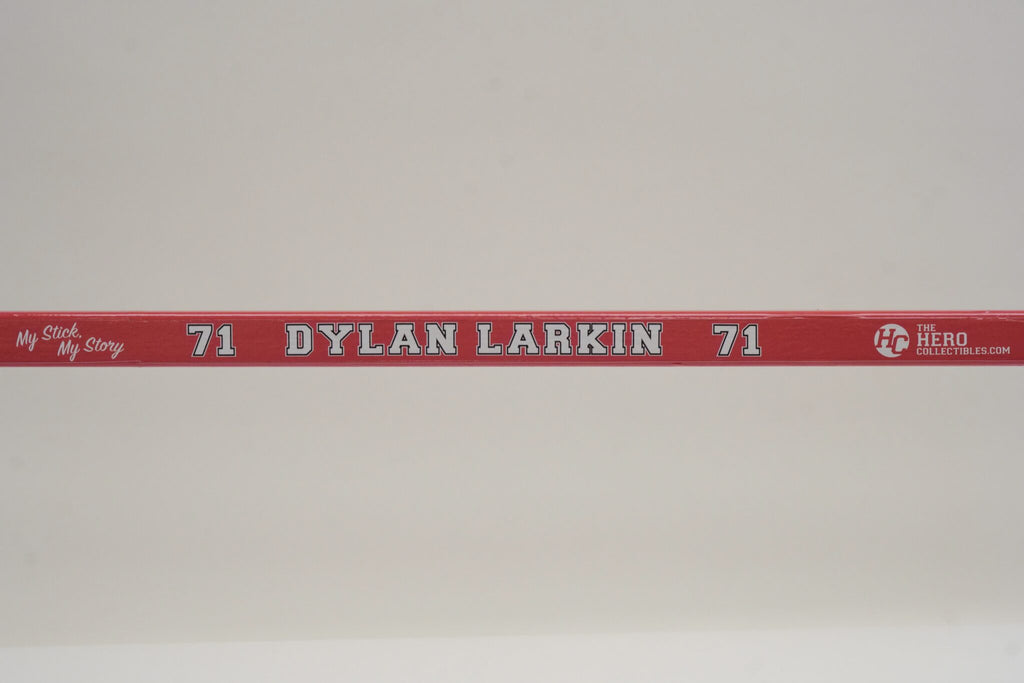 My Stick,
My Story
71 DYLAN LARKIN 71
HC
THE
HERO
COLLECTIBLES.COM